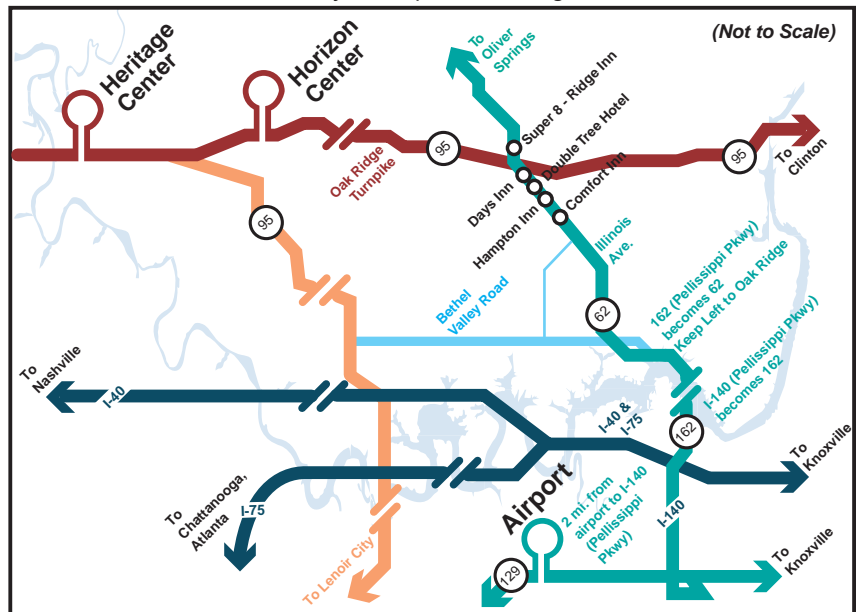 (Not to Scale)
To
Oliver
Springs
Heritage
Center
Horizon
Center
Super 8 - Ridge Inn
Double Tree Hotel
95
95
To
Clinton
Oak Ridge
Turnpike
Days Inn
Hampton Inn
Comfort Inn
95
Illinois
Ave.
Bethel
Valley Road
62
162 (Pellissippi Pkwy)
becomes 62
Keep Left to Oak Ridge
To
Nashville
I-40
I-140 (Pellissippi Pkwy)
becomes 162
I-40 &
I-75
162
To
Knoxville
To
Chattanooga,
Atlanta
I-75
Airport
2 mi. from
airport to I-140
(Pellissippi
Pkwy)
I-140
To Lenoir City
129
To
Knoxville